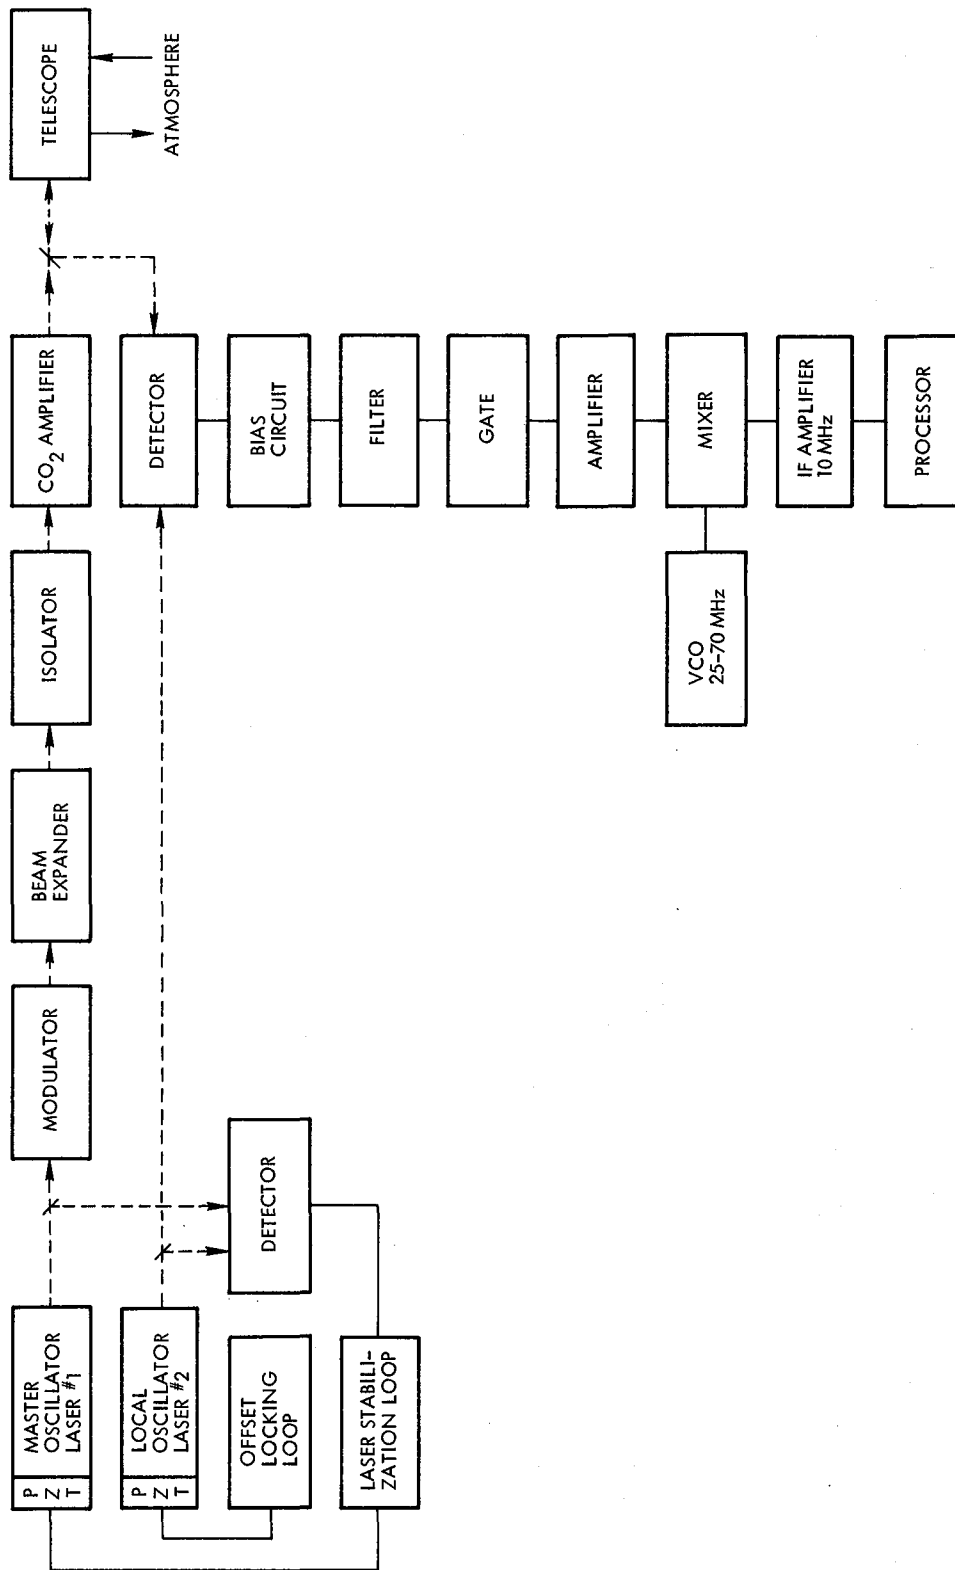 MASTER
OSCILLATOR
LASER #1
P
Z
T
MODULATOR
BEAM
EXPANDER
ISOLATOR
CO2 AMPLIFIER
TELESCOPE
ATMOSPHERE
LOCAL
OSCILLATOR
LASER #2
P
Z
T
DETECTOR
OFFSET
LOCKING
LOOP
DETECTOR
BIAS
CIRCUIT
LASER STABILI-
ZATION LOOP
FILTER
GATE
AMPLIFIER
VCO
25-70 MHz
MIXER
IF AMPLIFIER
10 MHz
PROCESSOR